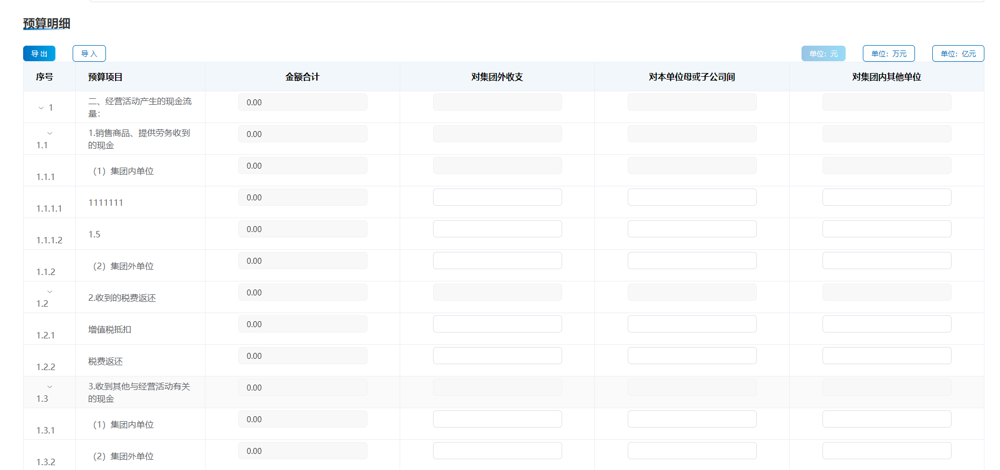 预算明细
导出 导入 单位：元 单位：万元 单位：亿元
序号 预算项目 金额合计 对集团外收支 对本单位母或子公司间 对集团内其他单位
1 二、经营活动产生的现金流 0.00
量：
1.1 1.销售商品、提供劳务收到 0.00
的现金
1.1.1 （1）集团内单位 0.00
1.1.1.1 1111111 0.00
1.1.1.2 1.5 0.00
1.1.2 （2）集团外单位 0.00
1.2 2.收到的税费返还 0.00
1.2.1 增值税抵扣 0.00
1.2.2 税费返还 0.00
1.3 3.收到其他与经营活动有关 0.00
的现金
1.3.1 （1）集团内单位 0.00
1.3.2 （2）集团外单位 0.00